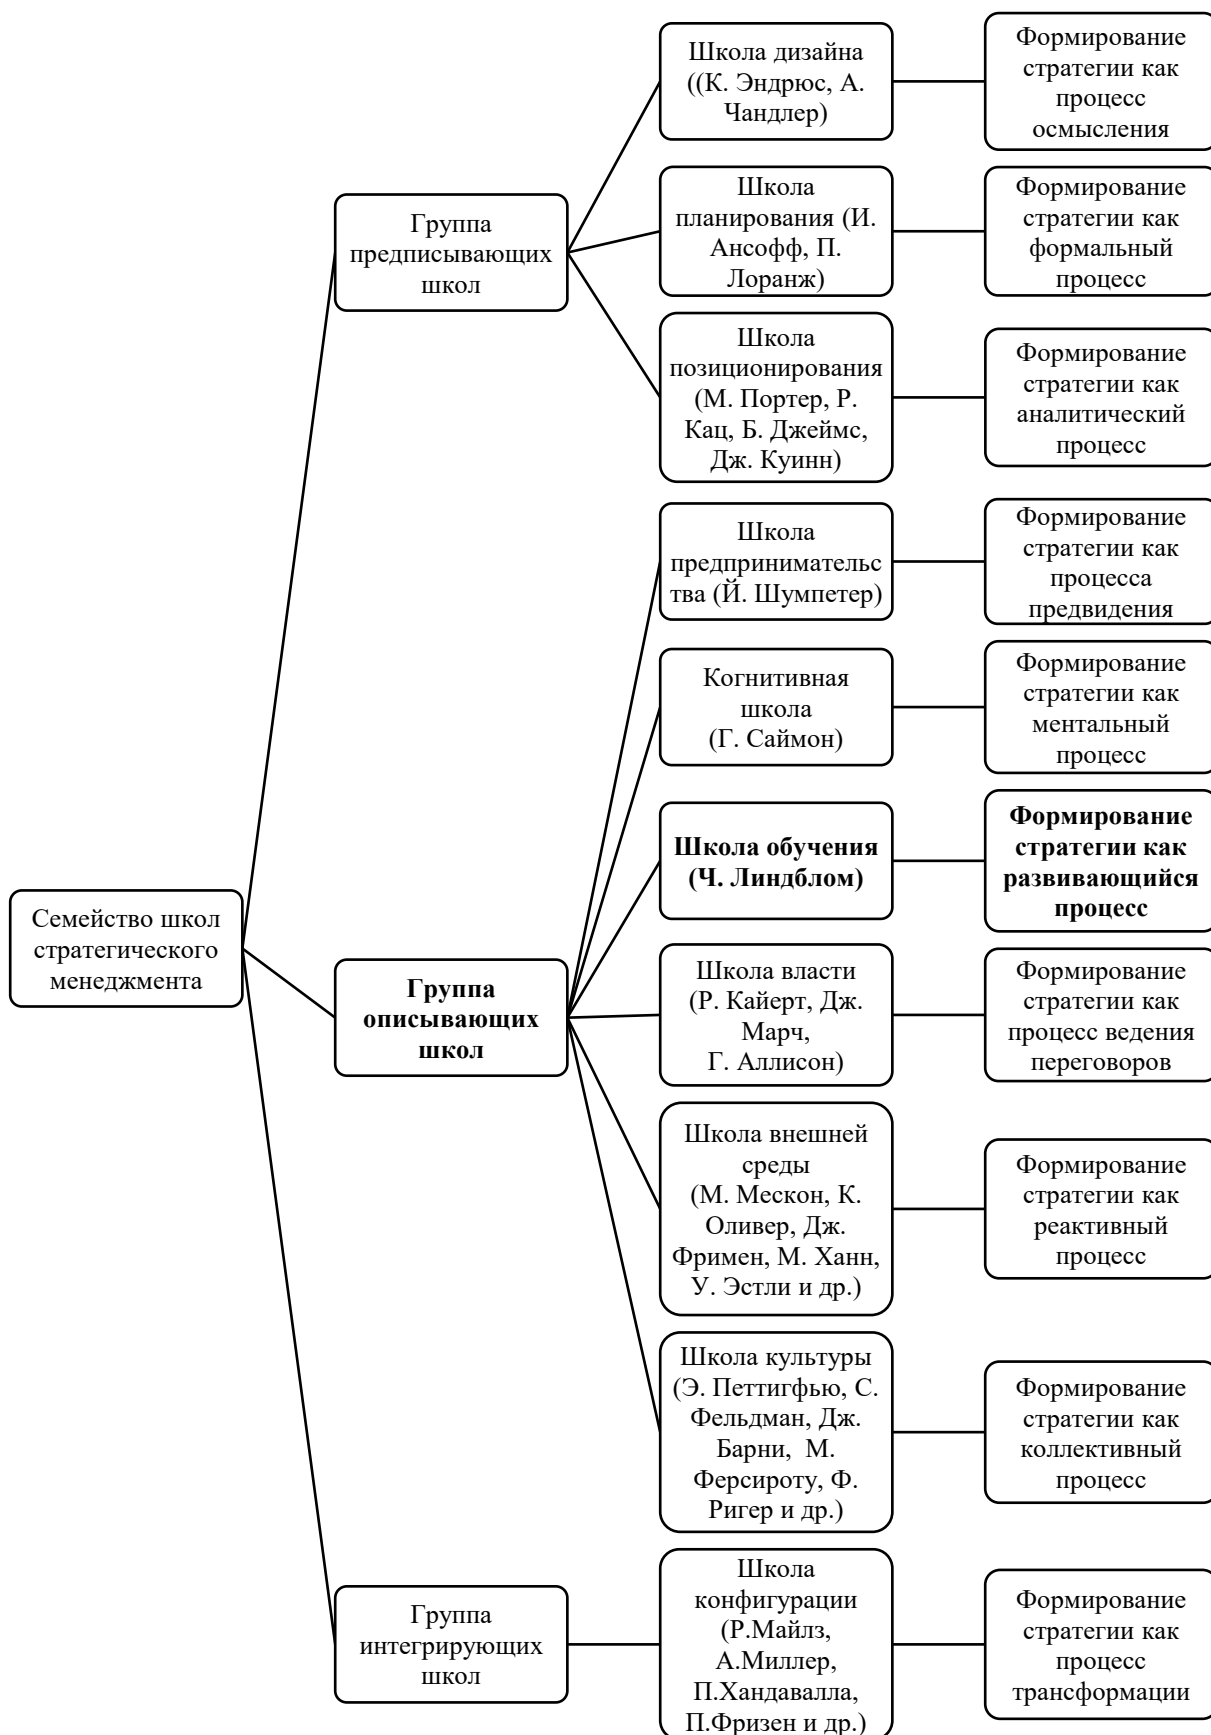 Школа дизайна
((К. Эндрюс, А.
Чандлер)
Формирование
стратегии как
процесс
осмысления
Группа
предписывающих
школ
Школа
планирования (И.
Ансофф, П.
Лоранж)
Формирование
стратегии как
формальный
процесс
Школа
позиционирования
(М. Портер, Р.
Кац, Б. Джеймс,
Дж. Куинн)
Формирование
стратегии как
аналитический
процесс
Школа
предпринимательс
тва (Й. Шумпетер)
Формирование
стратегии как
процесса
предвидения
Когнитивная
школа
(Г. Саймон)
Формирование
стратегии как
ментальный
процесс
Школа обучения
(Ч. Линдблом)
Формирование
стратегии как
развивающийся
процесс
Семейство школ
стратегического
менеджмента
Группа
описывающих
школ
Школа власти
(Р. Кайерт, Дж.
Марч,
Г. Аллисон)
Формирование
стратегии как
процесс ведения
переговоров
Школа внешней
среды
(М. Мескон, К.
Оливер, Дж.
Фримен, М. Ханн,
У. Эстли и др.)
Формирование
стратегии как
реактивный
процесс
Школа культуры
(Э. Петтигфью, С.
Фельдман, Дж.
Барни, М.
Ферсироту, Ф.
Ригер и др.)
Формирование
стратегии как
коллективный
процесс
Группа
интегрирующих
школ
Школа
конфигурации
(Р.Майлз,
А.Миллер,
П.Хандавалла,
П.Фризен и др.)
Формирование
стратегии как
процесс
трансформации